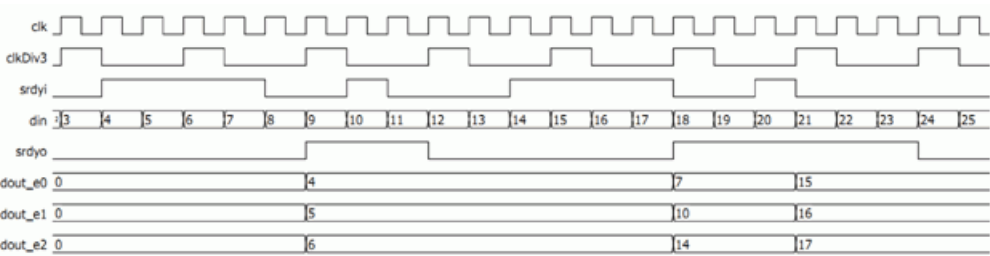 clk
clkDiv3
srdyi
din 3 4 5 6 7 8 9 10 11 12 13 14 15 16 17 18 19 20 21 22 23 24 25
srdyo
dout_e0 0 4 7 15
dout_e1 0 5 10 16
dout_e2 0 6 14 17